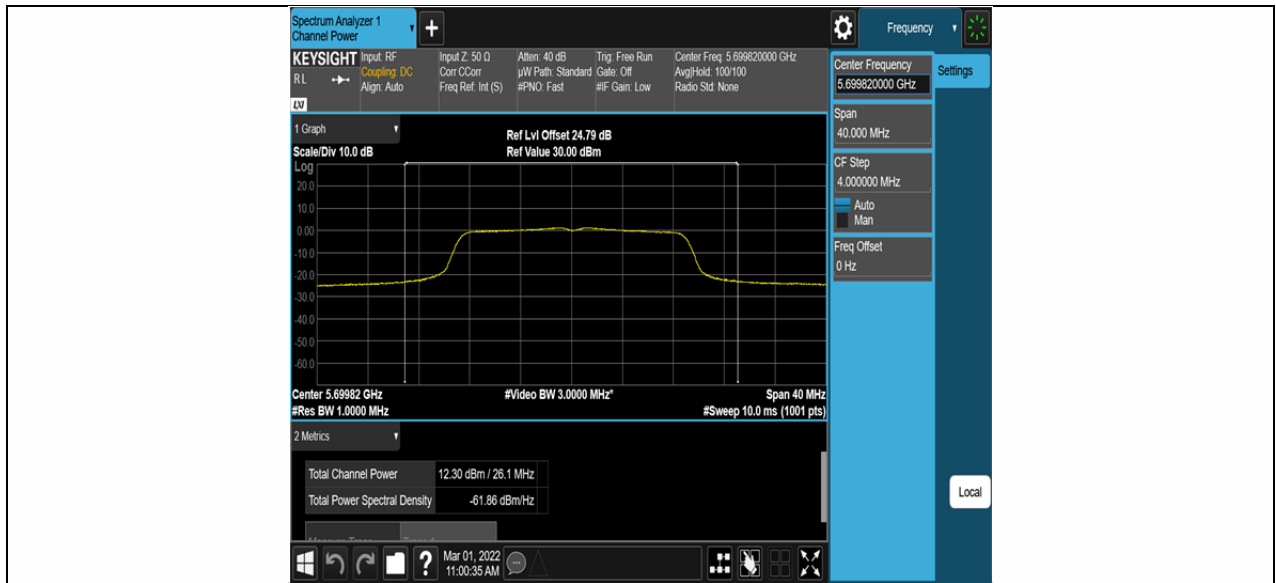 Spectrum Analyzer 1
Channel Power
+
Frequency
KEYSIGHT
RL
LXI
Input: RF
Coupling: DC
Align: Auto
Input Z: 50 Ω
Corr CCorr
Freq Ref: Int (S)
Atten: 40 dB
µW Path: Standard
#PNO: Fast
Trig: Free Run
Gate: Off
#IF Gain: Low
Center Freq: 5.699820000 GHz
Avg|Hold: 100/100
Radio Std: None
Center Frequency
5.699820000 GHz
Settings
Span
40.000 MHz
CF Step
4.000000 MHz
Auto
Man
Freq Offset
0 Hz
1 Graph
Scale/Div 10.0 dB
Ref Lvl Offset 24.79 dB
Ref Value 30.00 dBm
Log
20.0
10.0
0.00
-10.0
-20.0
-30.0
-40.0
-50.0
-60.0
Center 5.69982 GHz
#Video BW 3.0000 MHz*
Span 40 MHz
#Res BW 1.0000 MHz
#Sweep 10.0 ms (1001 pts)
2 Metrics
Total Channel Power 12.30 dBm / 26.1 MHz
Total Power Spectral Density -61.86 dBm/Hz
Local
?
Mar 01, 2022
11:00:35 AM